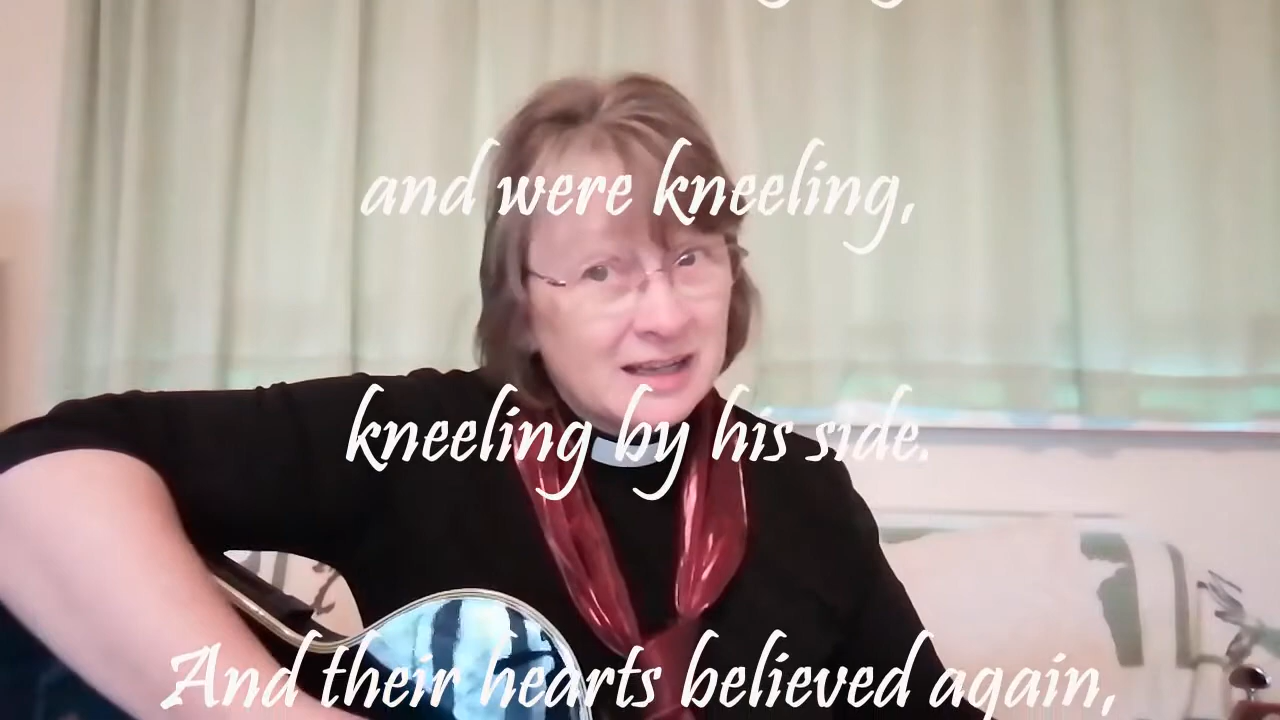 and were kneeling,
kneeling by his side.
And their hearts believed again,